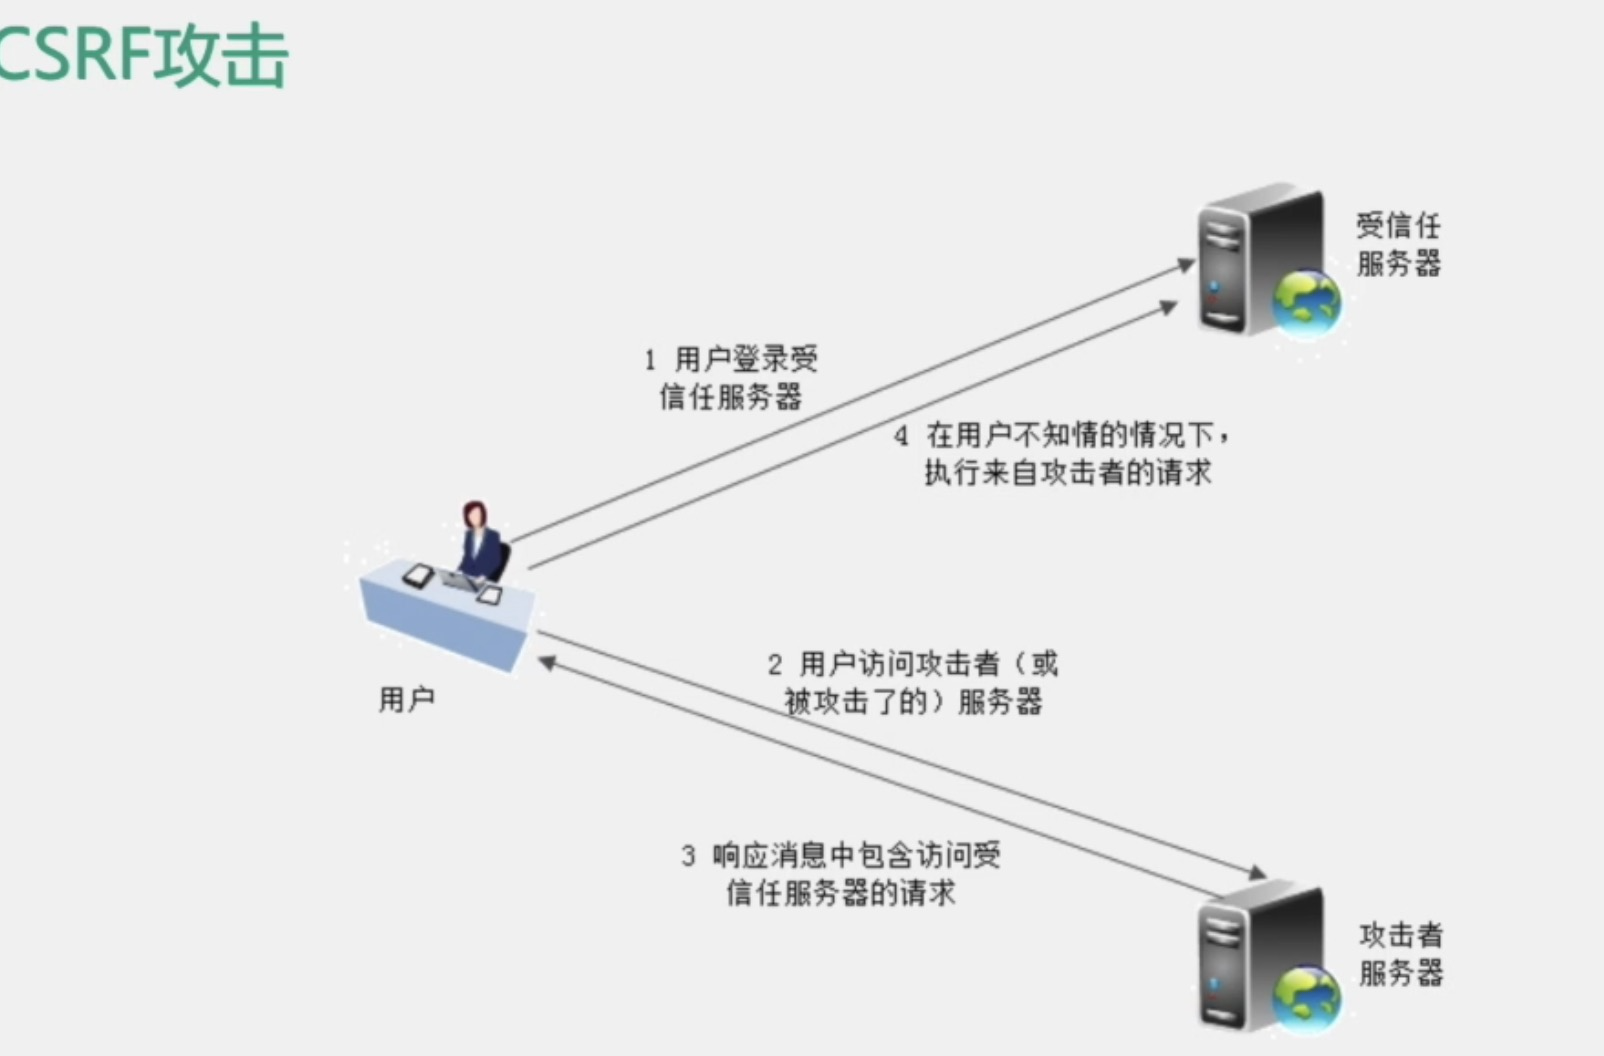 CSRF攻击
受信任
服务器
1 用户登录受
信任服务器
4 在用户不知情的情况下，
执行来自攻击者的请求
用户
2 用户访问攻击者（或
被攻击了的）服务器
3 响应消息中包含访问受
信任服务器的请求
攻击者
服务器